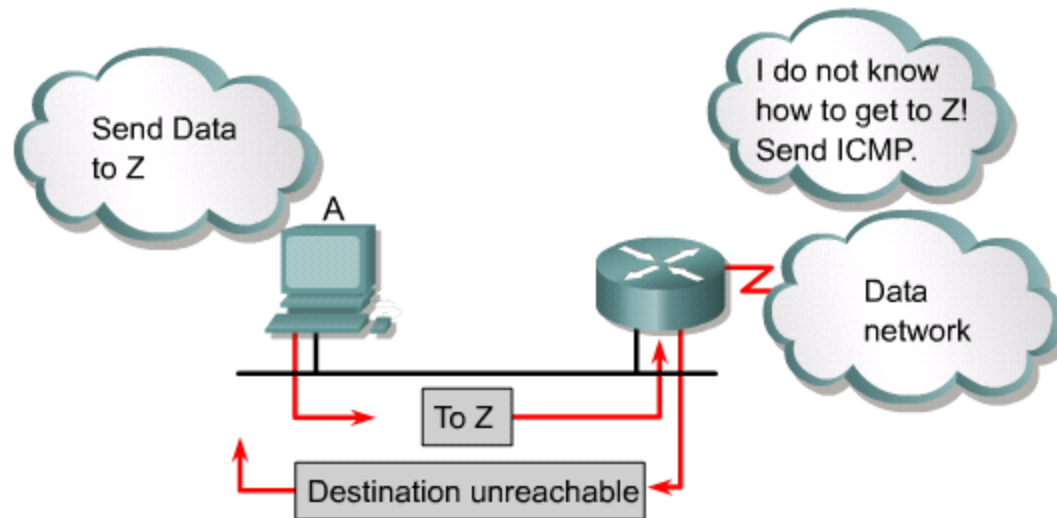 Send Data
to Z
A
I do not know
how to get to Z!
Send ICMP.
Data
network
To Z
Destination unreachable